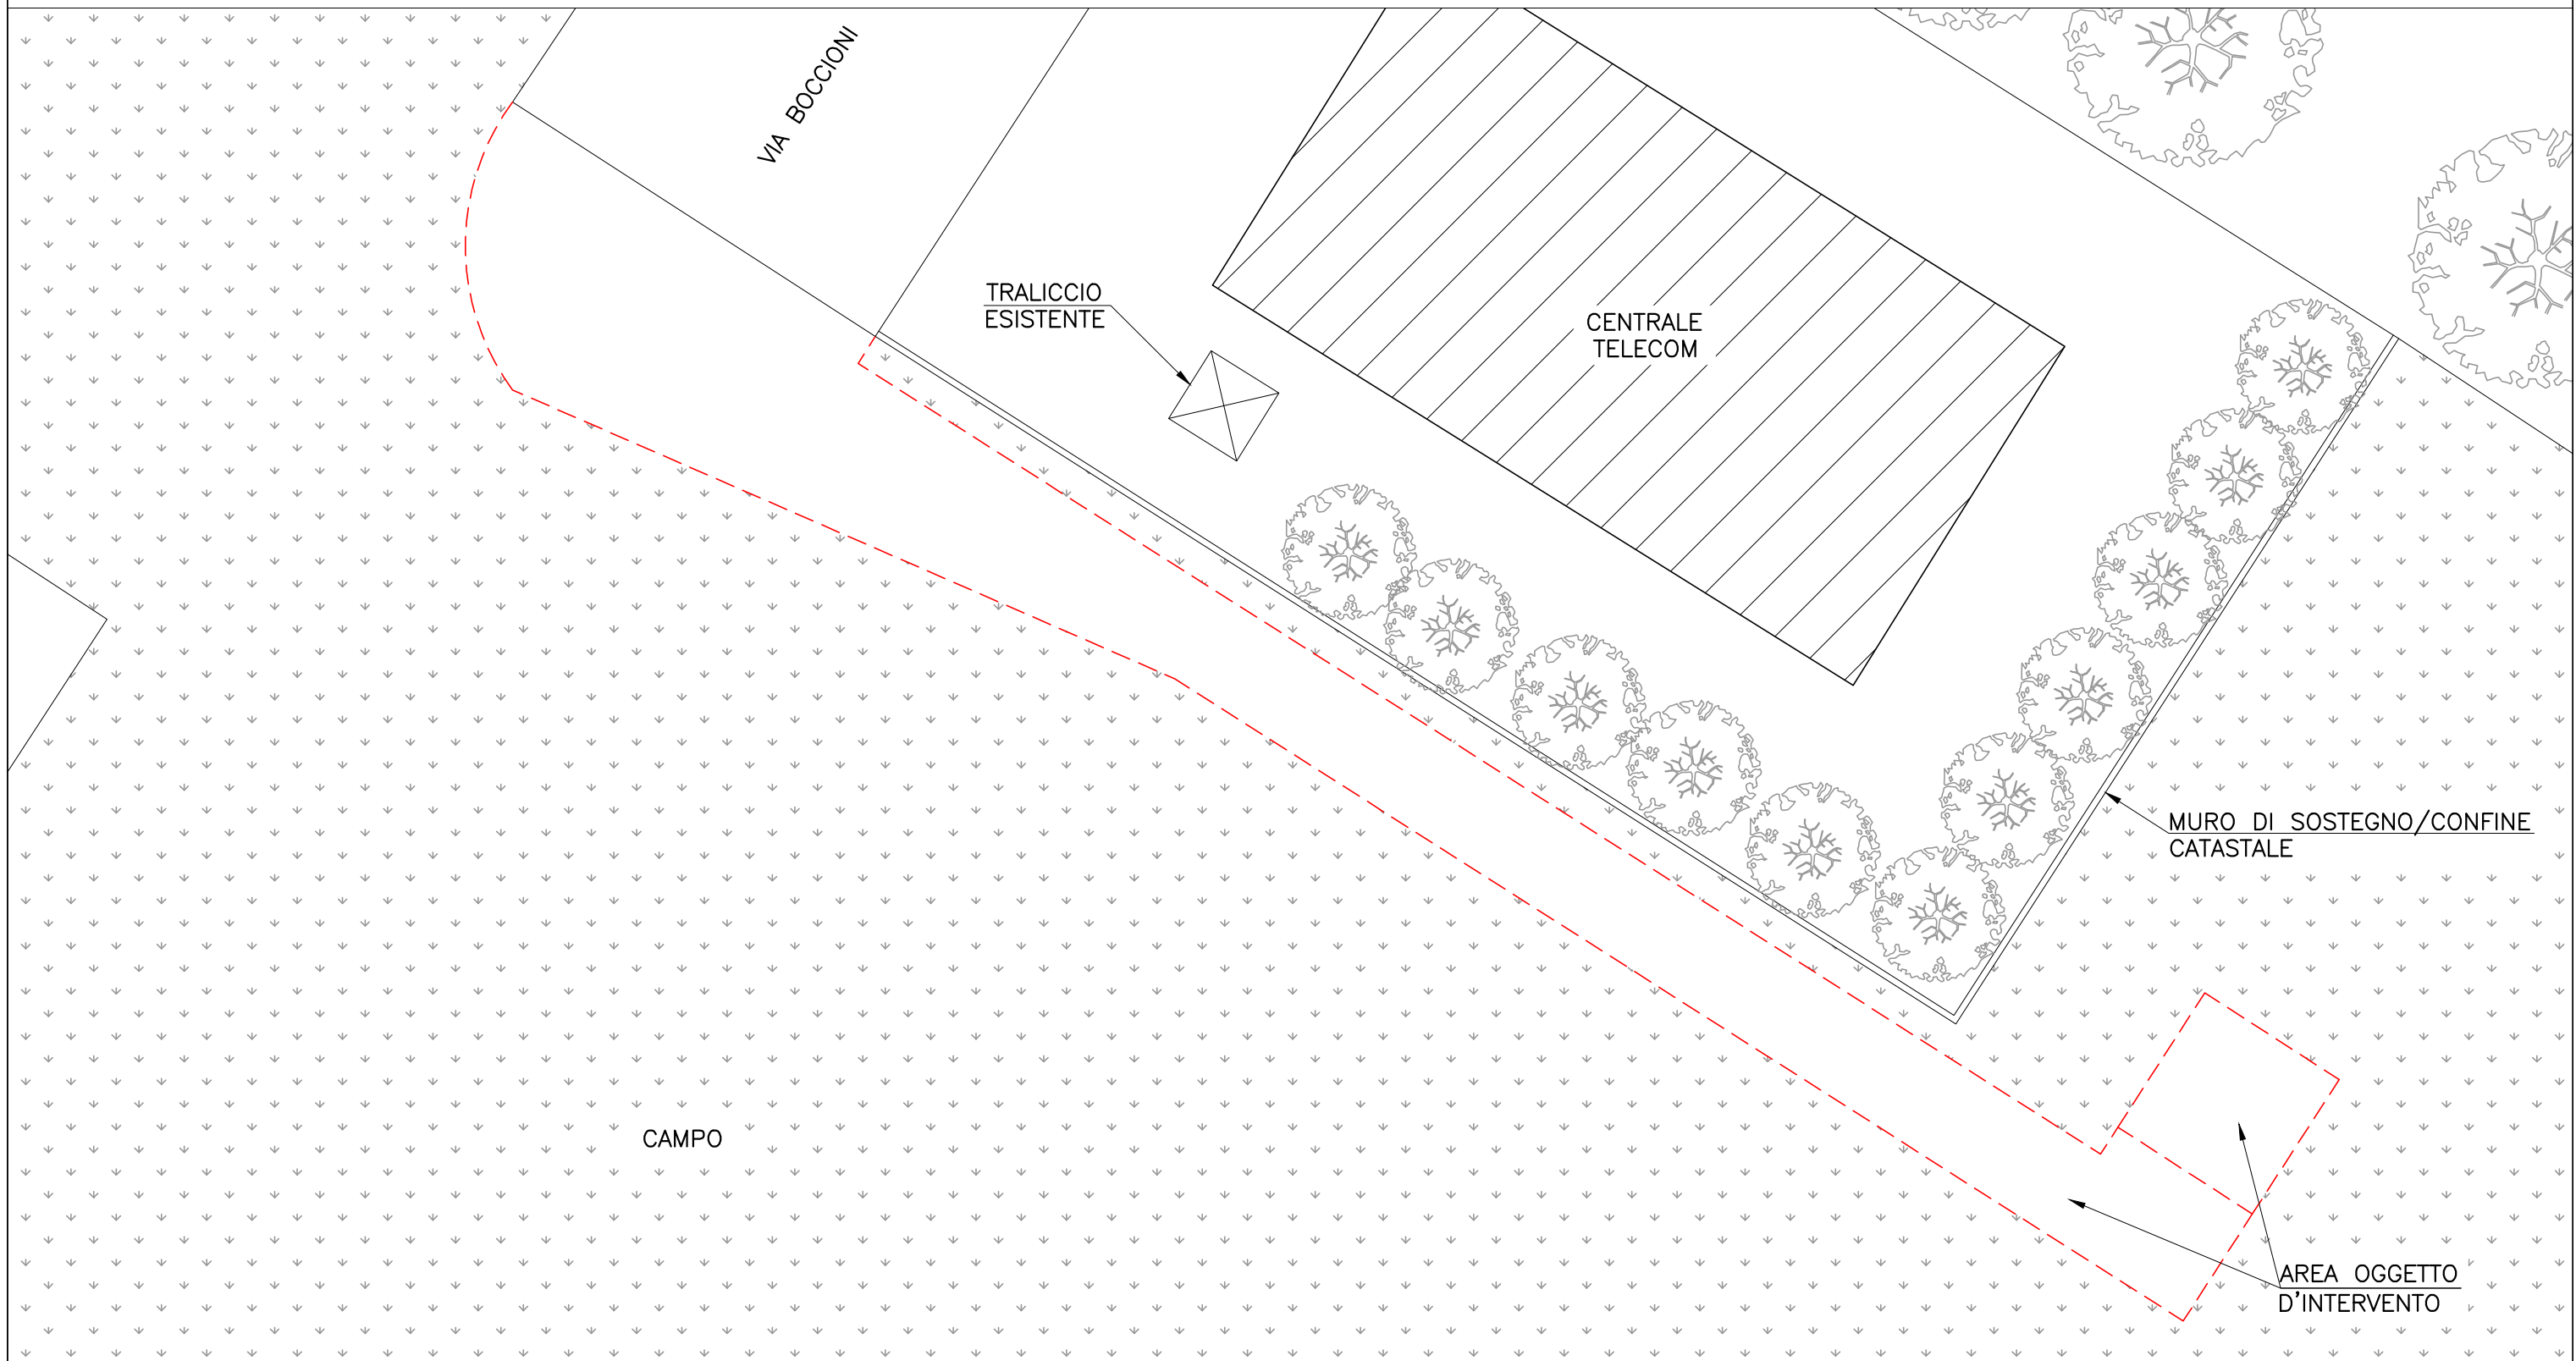 VIA BOCCIONI
TRALICCIO
ESISTENTE
CENTRALE
TELECOM
MURO DI SOSTEGNO/CONFINE
CATASTALE
CAMPO
AREA OGGETTO
D'INTERVENTO